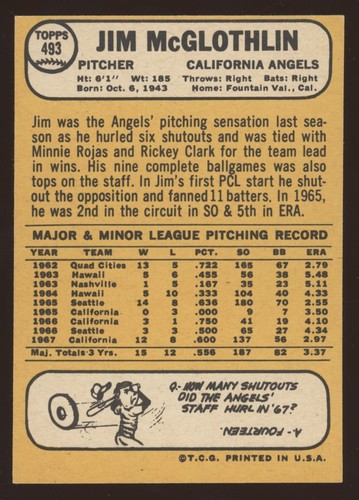 TOPPS
493
JIM McGLOTHLIN
PITCHER CALIFORNIA ANGELS
Ht: 6'1" Wt: 185 Throws: Right Bats: Right
Born: Oct. 6, 1943 Home: Fountain Val., Cal.
Jim was the Angels' pitching sensation last sea-
son as he hurled six shutouts and was tied with
Minnie Rojas and Rickey Clark for the team lead
in wins. His nine complete ballgames was also
tops on the staff. In Jim's first PCL start he shut-
out the opposition and fanned 11 batters. In 1965,
he was 2nd in the circuit in SO & 5th in ERA.
MAJOR & MINOR LEAGUE PITCHING RECORD
YEAR TEAM W L PCT. SO BB ERA
1962 Quad Cities 13 5 .722 165 67 2.79
1963 Hawaii 5 6 .455 56 38 5.48
1963 Nashville 1 5 .167 35 23 5.11
1964 Hawaii 5 10 .333 104 40 4.33
1965 Seattle 14 8 .636 180 70 2.55
1965 California 0 3 .000 9 7 3.50
1966 California 3 1 .750 41 19 4.10
1966 Seattle 3 3 .500 65 27 4.34
1967 California 12 8 .600 137 56 2.97
Maj. Totals-3 Yrs. 15 12 .556 187 82 3.37
Q- HOW MANY SHUTOUTS
DID THE ANGELS'
STAFF HURL IN '67?
A- FOURTEEN.
©T.C.G. PRINTED IN U.S.A.